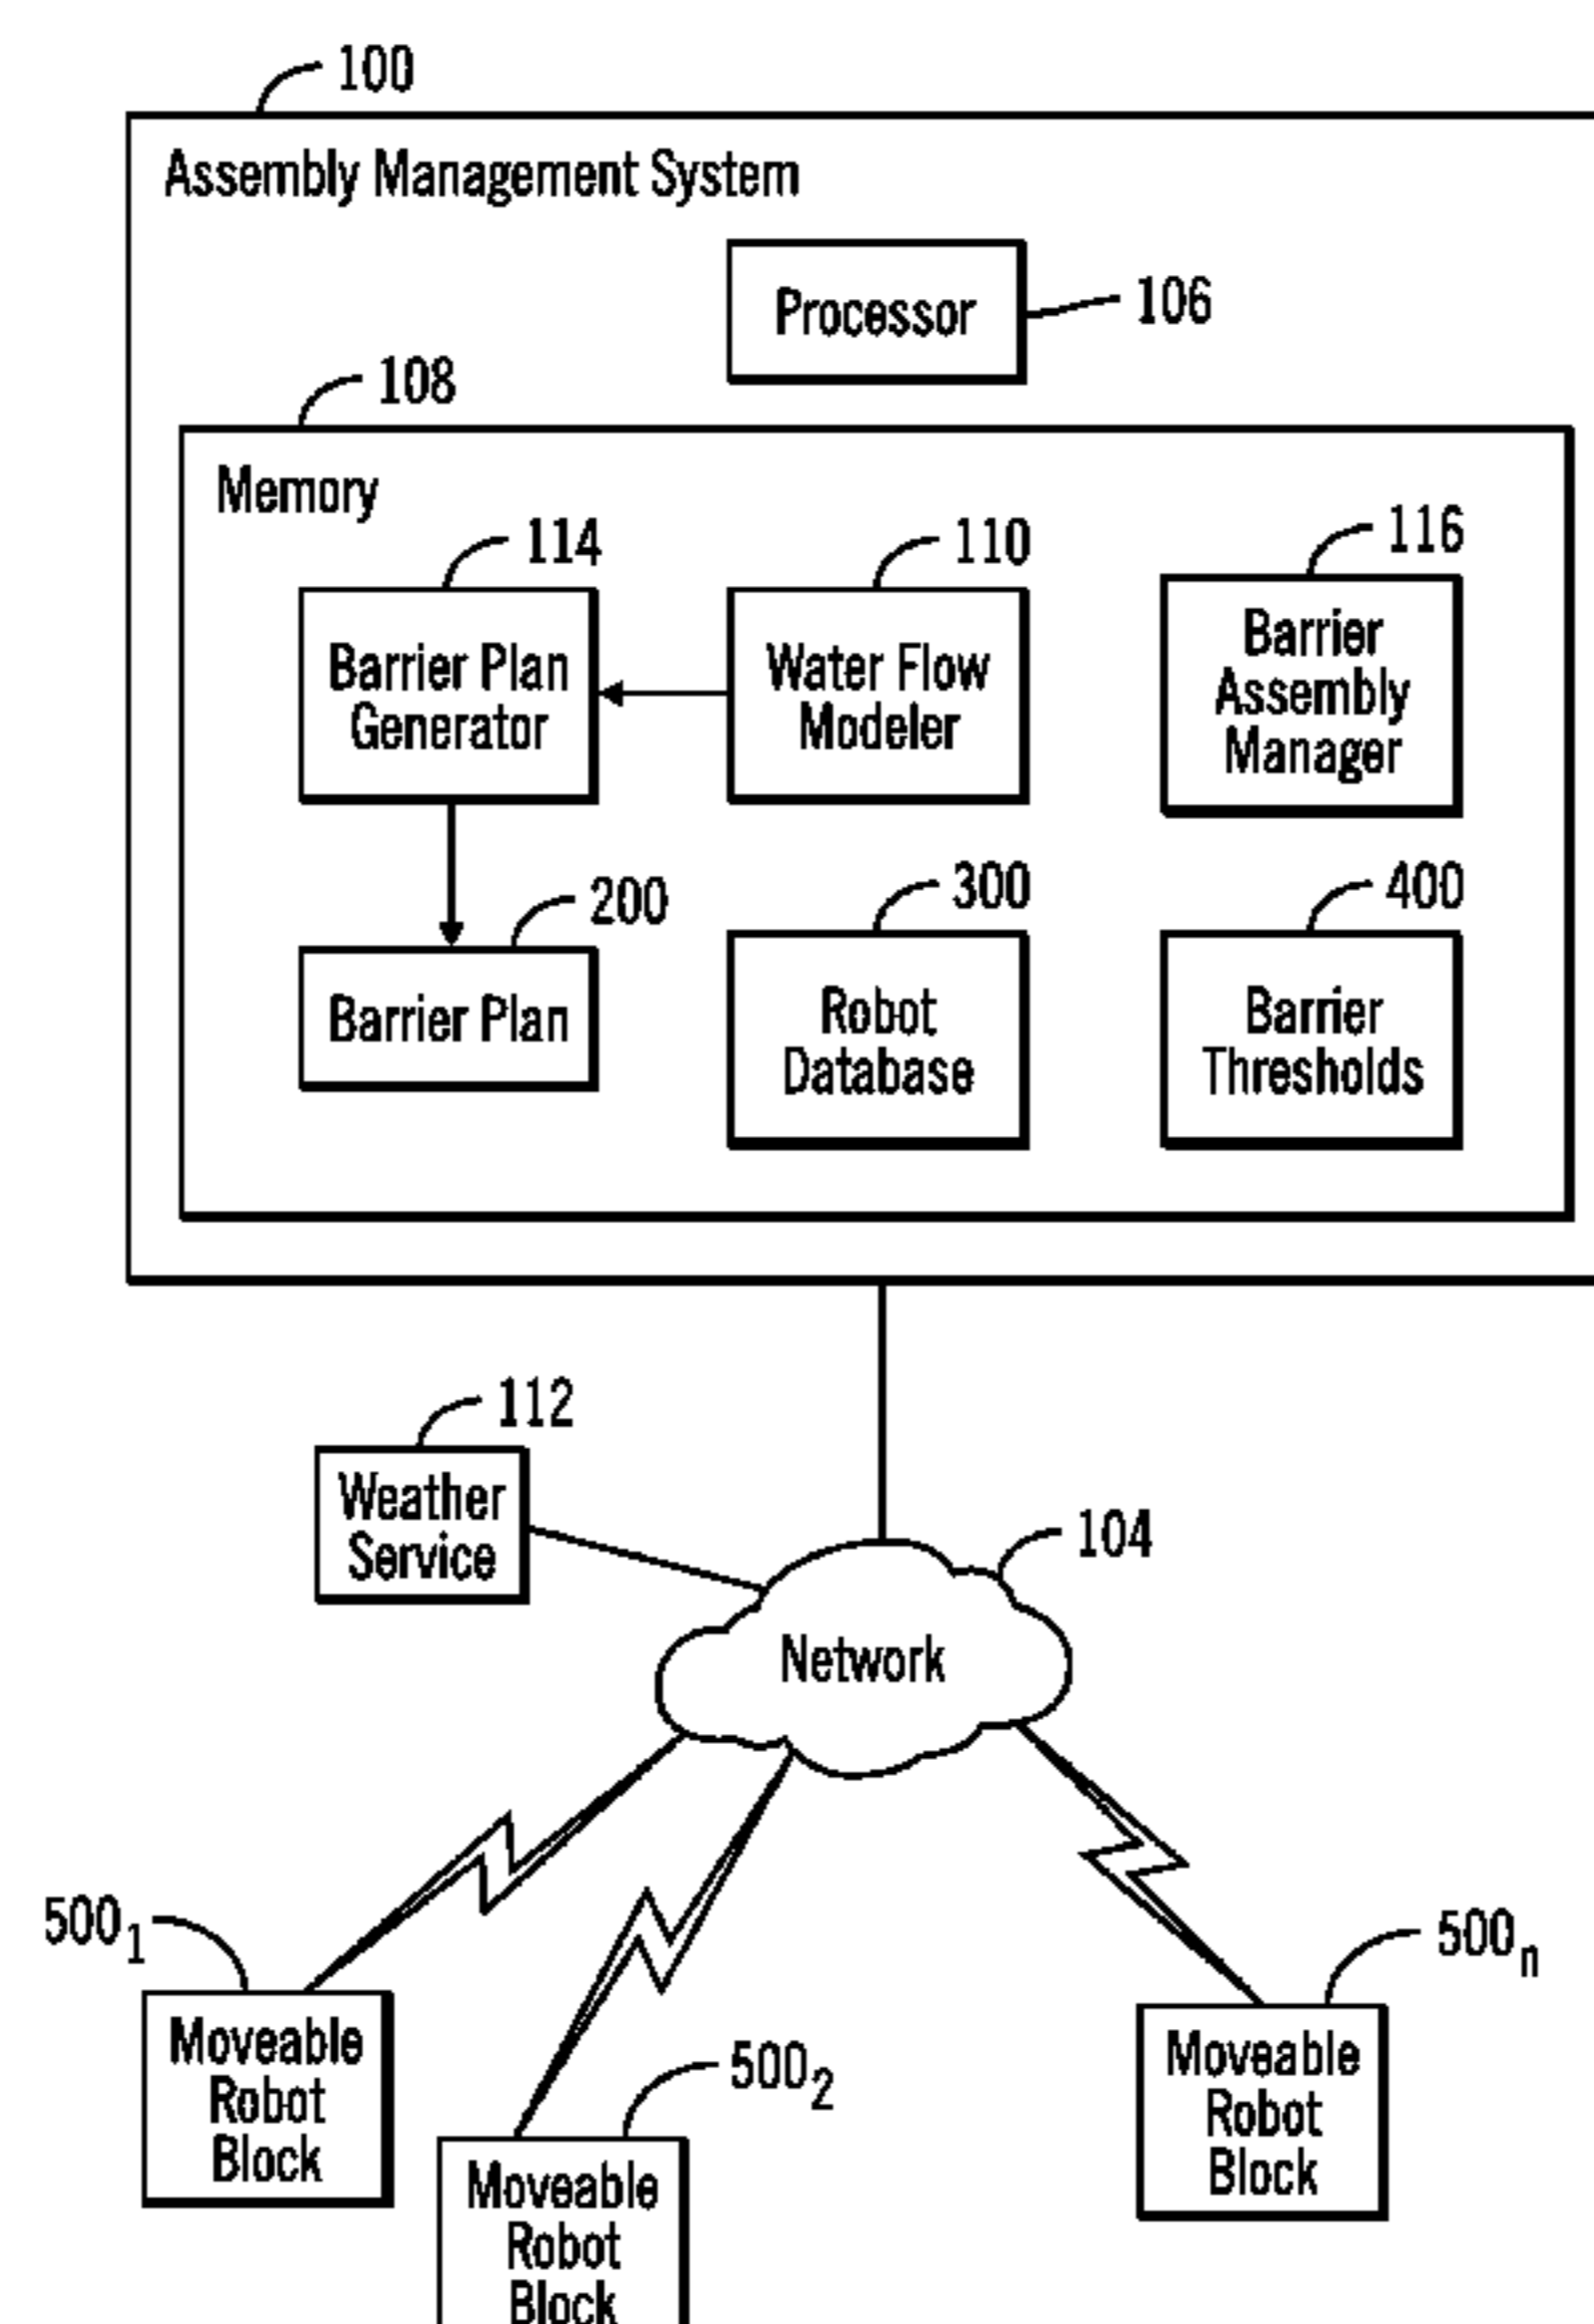 100
Assembly Management System
Processor
106
108
Memory
114
110
116
Barrier Plan
Generator
Water Flow
Modeler
Barrier
Assembly
Manager
200
300
400
Barrier Plan
Robot
Database
Barrier
Thresholds
112
Weather
Service
104
Network
500₁
Moveable
Robot
Block
500₂
Moveable
Robot
Block
500ₙ
Moveable
Robot
Block